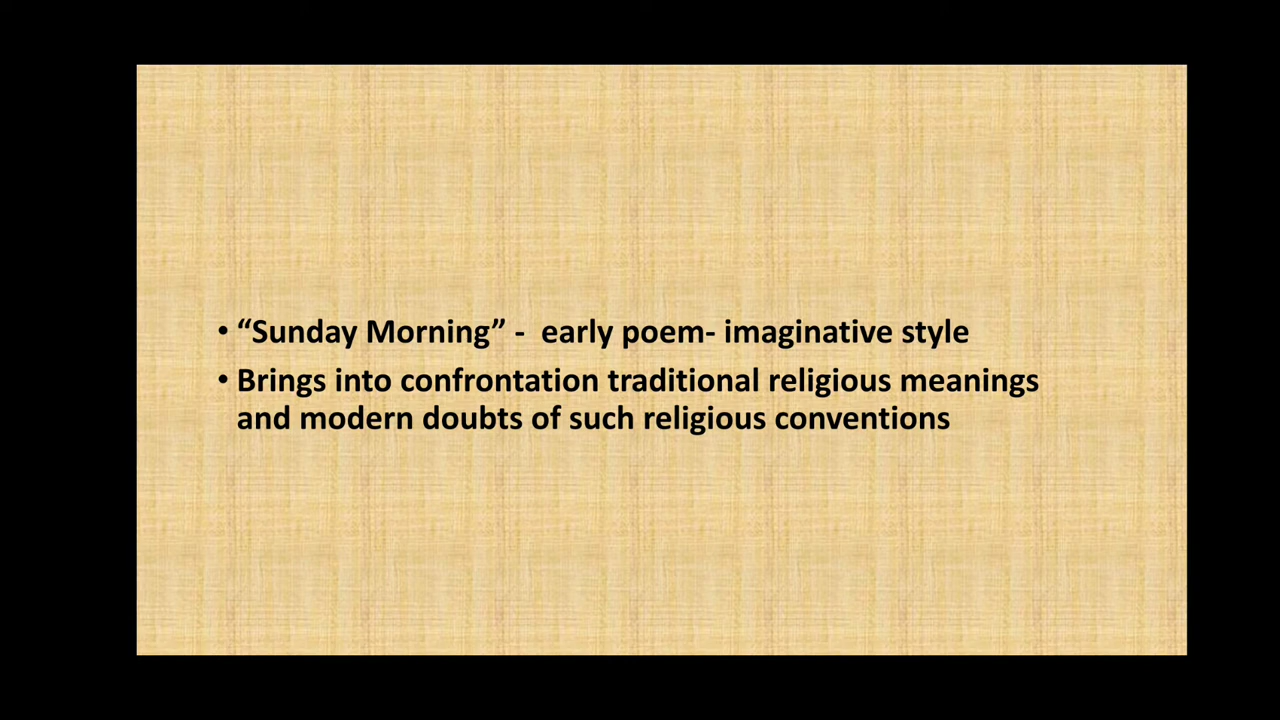 • “Sunday Morning” -  early poem- imaginative style
• Brings into confrontation traditional religious meanings
and modern doubts of such religious conventions